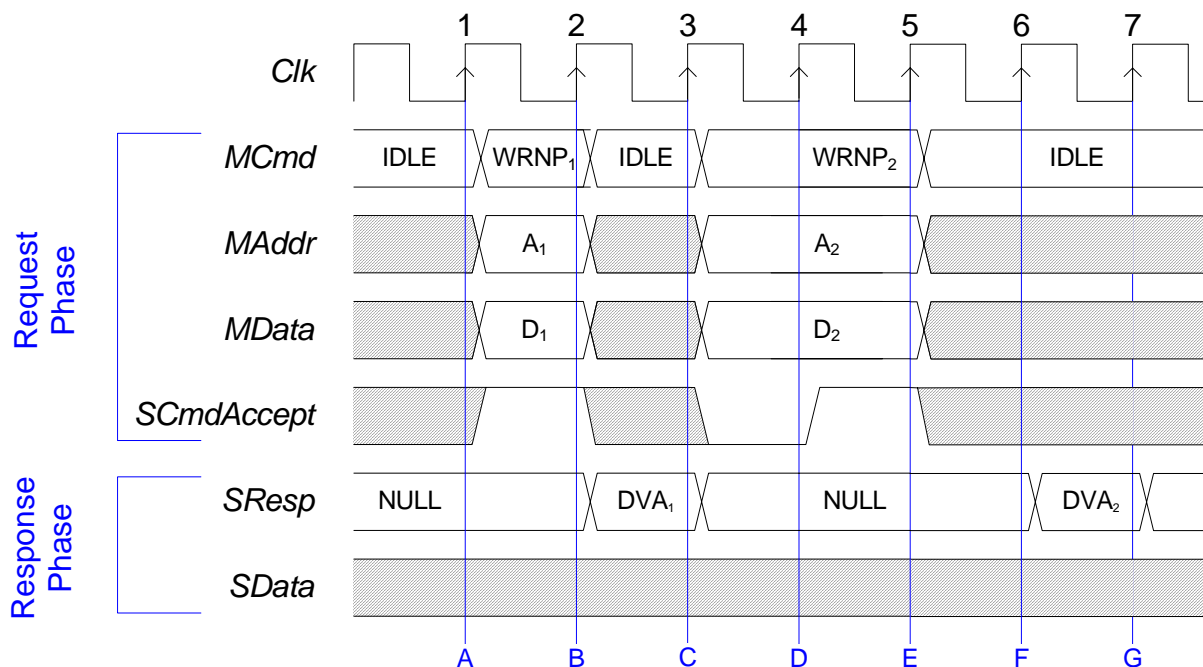 1 2 3 4 5 6 7
Clk
MCmd IDLE WRNP₁ IDLE WRNP₂ IDLE
MAddr A₁ A₂
MData D₁ D₂
SCmdAccept
Request
Phase
SResp NULL DVA₁ NULL DVA₂
SData
Response
Phase
A B C D E F G